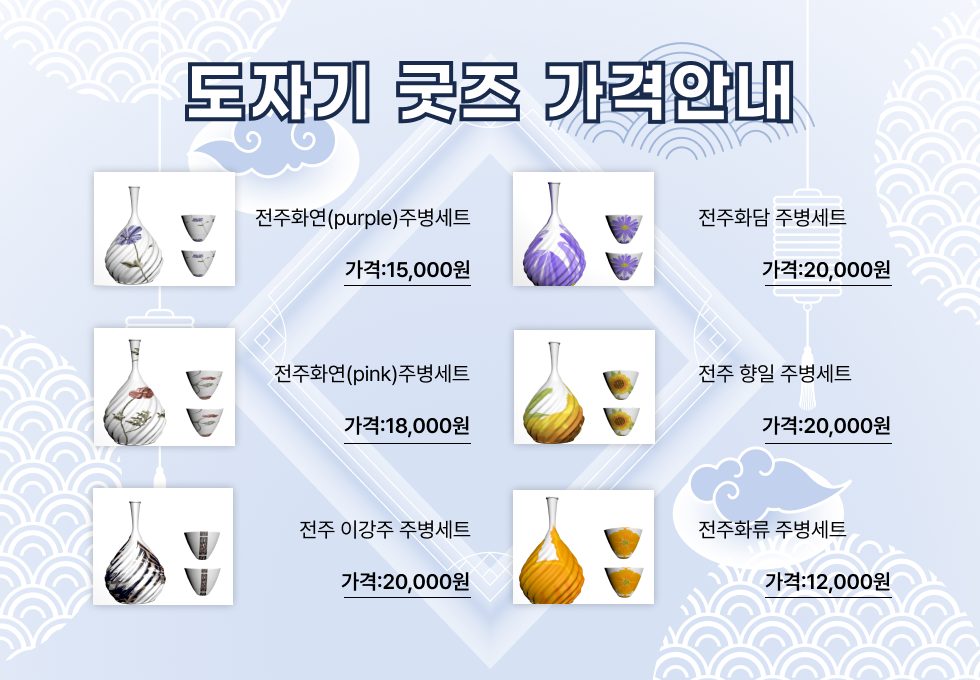 도자기 굿즈 가격안내
전주화연(purple)주병세트
가격:15,000원
전주화담 주병세트
가격:20,000원
전주화연(pink)주병세트
가격:18,000원
전주 향일 주병세트
가격:20,000원
전주 이강주 주병세트
가격:20,000원
전주화류 주병세트
가격:12,000원